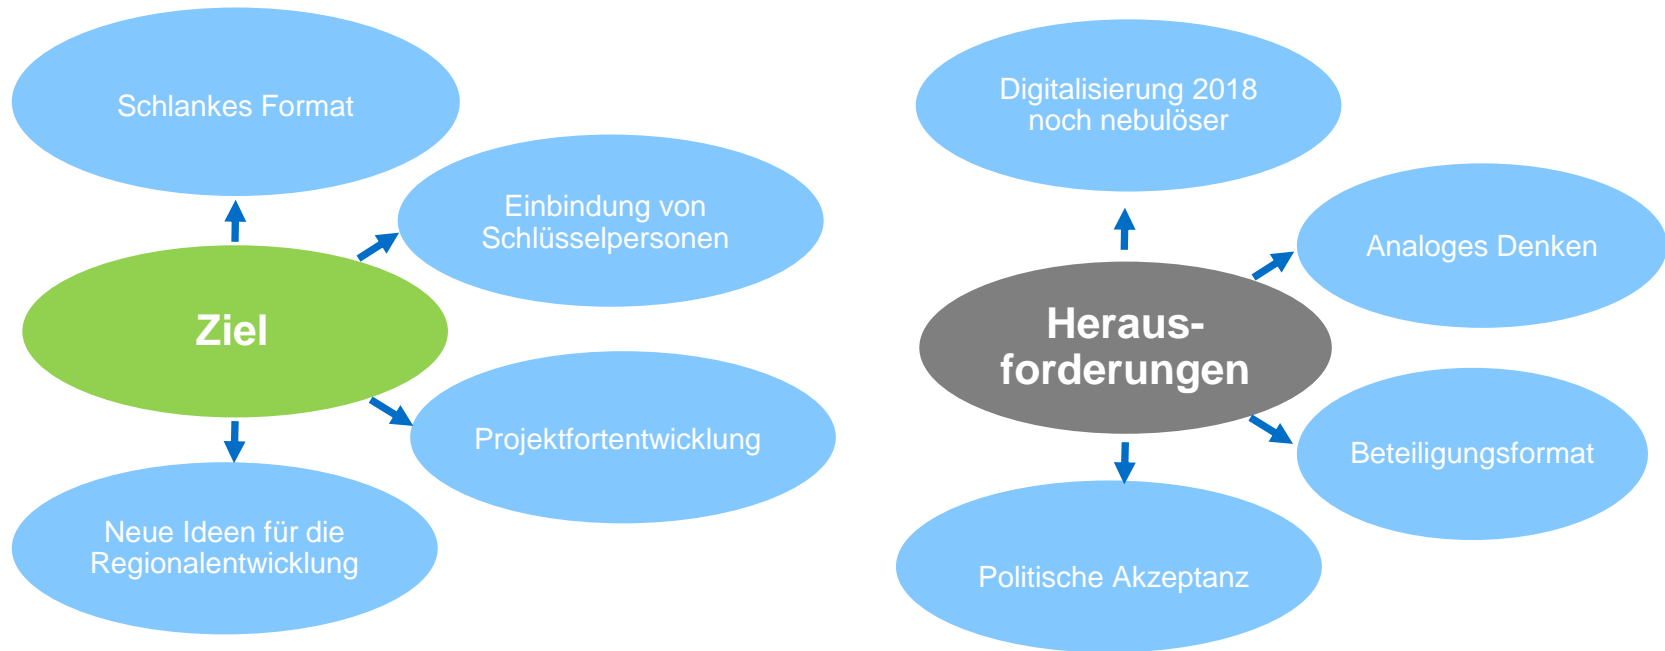 Schlankes Format
Einbindung von
Schlüsselpersonen
Ziel
Projektfortentwicklung
Neue Ideen für die
Regionalentwicklung
Digitalisierung 2018
noch nebulöser
Analoges Denken
Heraus-
forderungen
Beteiligungsformat
Politische Akzeptanz